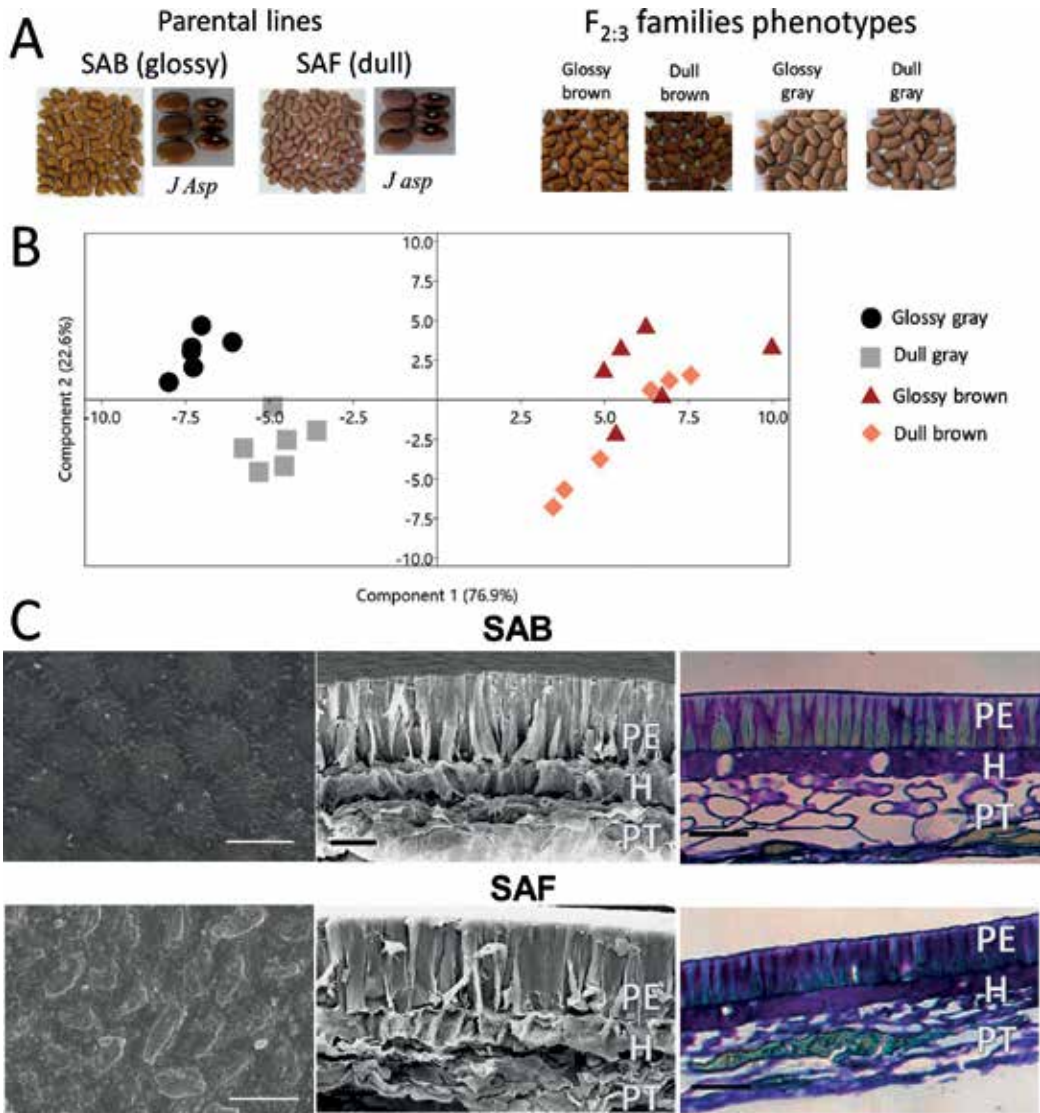 A
Parental lines
F2:3 families phenotypes
SAB (glossy)
SAF (dull)
Glossy brown
Dull brown
Glossy gray
Dull gray
J Asp
J asp
B
10.0
7.5
5.0
2.5
-10.0
-7.5
-5.0
-2.5
2.5
5.0
7.5
10.0
-2.5
-5.0
-7.5
-10.0
Component 2 (22.6%)
Component 1 (76.9%)
Glossy gray
Dull gray
Glossy brown
Dull brown
C
SAB
PE
H
PT
PE
H
PT
SAF
PE
H
PT
PE
H
PT